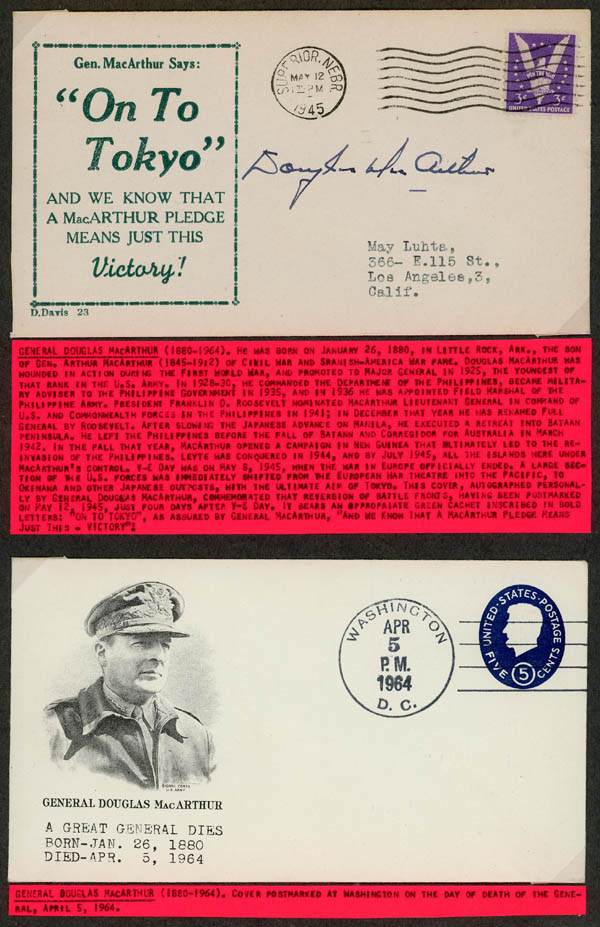 Gen. MacArthur Says:
"On To
Tokyo"
AND WE KNOW THAT
A MacARTHUR PLEDGE
MEANS JUST THIS
Victory!
D.Davis 23
SUPERIOR, NEBR.
MAY 12
PM
1945
WIN THE WAR
3¢ 3¢
UNITED STATES POSTAGE
Douglas MacArthur
May Luhta,
366- E.115 St.,
Los Angeles,3,
Calif.
GENERAL DOUGLAS MACARTHUR (1880-1964). HE WAS BORN ON JANUARY 26, 1880, IN LITTLE ROCK, ARK., THE SON
OF GEN. ARTHUR MACARTHUR (1845-1912) OF CIVIL WAR AND SPANISH-AMERICA WAR FAME. DOUGLAS MACARTHUR WAS
WOUNDED IN ACTION DURING THE FIRST WORLD WAR, AND PROMOTED TO MAJOR GENERAL IN 1925, THE YOUNGEST OF
THAT RANK IN THE U.S. ARMY. IN 1928-30, HE COMMANDED THE DEPARTMENT OF THE PHILIPPINES, BECAME MILITA-
RY ADVISER TO THE PHILIPPINE GOVERNMENT IN 1935, AND IN 1936 HE WAS APPOINTED FIELD MARSHAL OF THE
PHILIPPINE ARMY. PRESIDENT FRANKLIN D. ROOSEVELT NOMINATED MACARTHUR LIEUTENANT GENERAL IN COMMAND OF
U.S. AND COMMONWEALTH FORCES IN THE PHILIPPINES IN 1941; IN DECEMBER THAT YEAR HE WAS RENAMED FULL
GENERAL BY ROOSEVELT. AFTER SLOWING THE JAPANESE ADVANCE ON MANILA, HE EXECUTED A RETREAT INTO BATAAN
PENINSULA. HE LEFT THE PHILIPPINES BEFORE THE FALL OF BATAAN AND CORREGIDOR FOR AUSTRALIA IN MARCH
1942. IN THE FALL THAT YEAR, MACARTHUR OPENED A CAMPAIGN IN NEW GUINEA THAT ULTIMATELY LED TO THE RE-
INVASION OF THE PHILIPPINES. LEYTE WAS CONQUERED IN 1944, AND BY JULY 1945, ALL THE ISLANDS HERE UNDER
MACARTHUR'S CONTROL. V-E DAY WAS ON MAY 8, 1945, WHEN THE WAR IN EUROPE OFFICIALLY ENDED. A LARGE SEC-
TION OF THE U.S. FORCES WAS IMMEDIATELY SHIFTED FROM THE EUROPEAN WAR THEATRE INTO THE PACIFIC, TO
OKINAWA AND OTHER JAPANESE OUTPOSTS, WITH THE ULTIMATE AIM OF TOKYO. THIS COVER, AUTOGRAPHED PERSONAL-
LY BY GENERAL DOUGLAS MACARTHUR, COMMEMORATED THAT REVERSION OF BATTLE FRONTS, HAVING BEEN POSTMARKED
ON MAY 12, 1945, JUST FOUR DAYS AFTER V-E DAY. IT BEARS AN APPROPRIATE GREEN CACHET INSCRIBED IN BOLD
LETTERS: "ON TO TOKYO", AS ASSURED BY GENERAL MACARTHUR, "AND WE KNOW THAT A MACARTHUR PLEDGE MEANS
JUST THIS - VICTORY"!
WASHINGTON
APR
5
P.M.
1964
D. C.
UNITED·STATES·POSTAGE
FIVE 5 CENTS
SIGNAL CORPS
U.S. ARMY
GENERAL DOUGLAS MacARTHUR
A GREAT GENERAL DIES
BORN-JAN. 26, 1880
DIED-APR. 5, 1964
GENERAL DOUGLAS MACARTHUR (1880-1964). COVER POSTMARKED AT WASHINGTON ON THE DAY OF DEATH OF THE GENE-
RAL, APRIL 5, 1964.